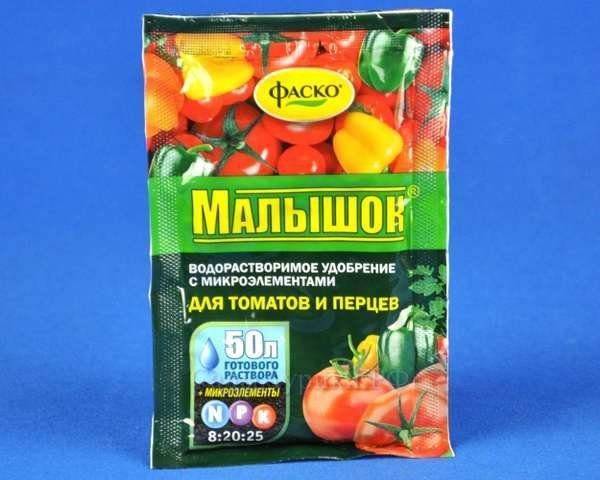 ФАСКО®
МАЛЫШОК®
ВОДОРАСТВОРИМОЕ УДОБРЕНИЕ
С МИКРОЭЛЕМЕНТАМИ
ДЛЯ ТОМАТОВ И ПЕРЦЕВ
50л
ГОТОВОГО
РАСТВОРА
+ МИКРОЭЛЕМЕНТЫ
N P K
8:20:25